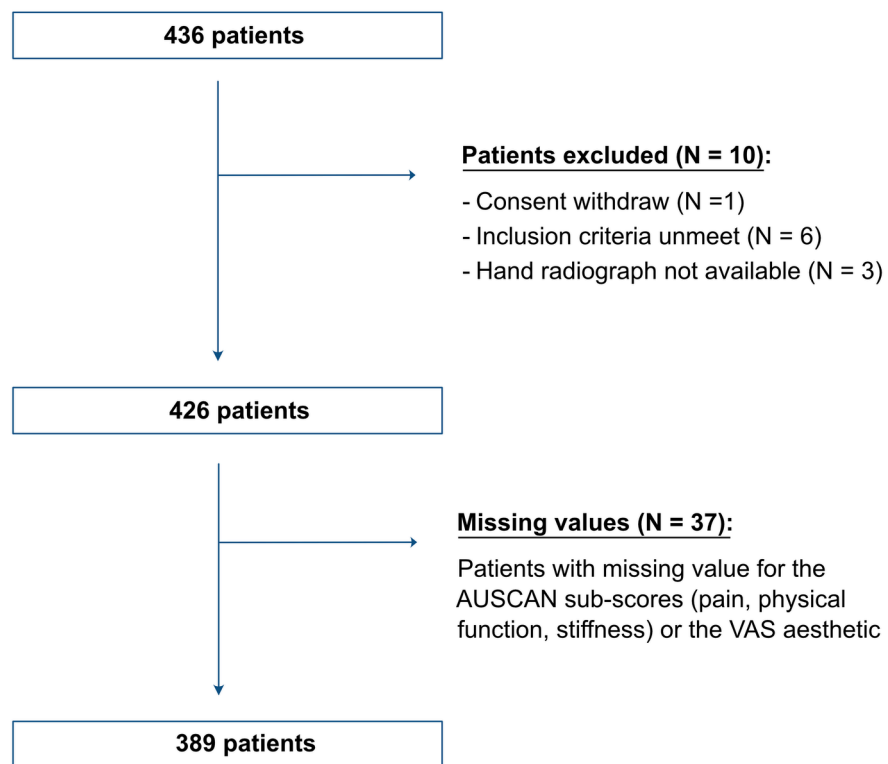 436 patients
Patients excluded (N = 10):
- Consent withdraw (N =1)
- Inclusion criteria unmeet (N = 6)
- Hand radiograph not available (N = 3)
426 patients
Missing values (N = 37):
Patients with missing value for the
AUSCAN sub-scores (pain, physical
function, stiffness) or the VAS aesthetic
389 patients